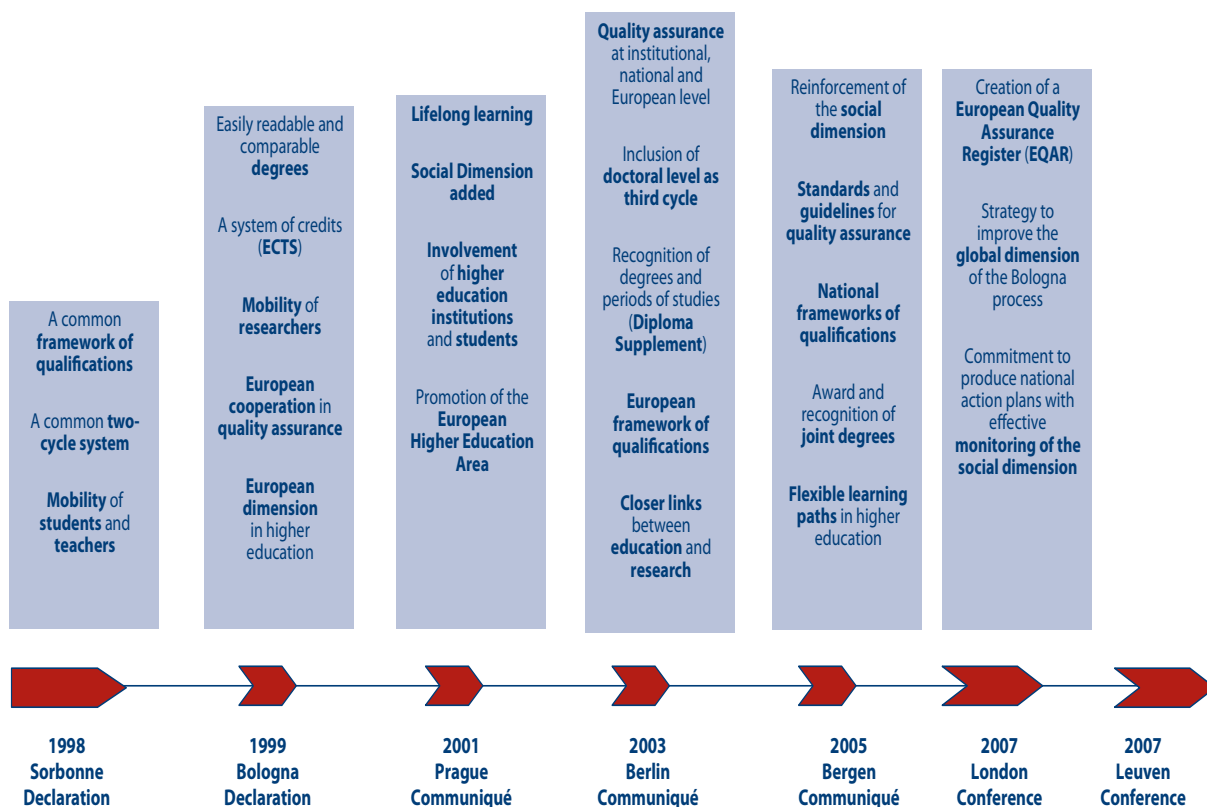 A common
framework of
qualifications
A common two-
cycle system
Mobility of
students and
teachers
Easily readable and
comparable
degrees
A system of credits
(ECTS)
Mobility of
researchers
European
cooperation in
quality assurance
European
dimension
in higher
education
Lifelong learning
Social Dimension
added
Involvement
of higher
education
institutions
and students
Promotion of the
European
Higher Education
Area
Quality assurance
at institutional,
national and
European level
Inclusion of
doctoral level as
third cycle
Recognition of
degrees and
periods of studies
(Diploma
Supplement)
European
framework of
qualifications
Closer links
between
education and
research
Reinforcement of
the social
dimension
Standards and
guidelines for
quality assurance
National
frameworks of
qualifications
Award and
recognition of
joint degrees
Flexible learning
paths in higher
education
Creation of a
European Quality
Assurance
Register (EQAR)
Strategy to
improve the
global dimension
of the Bologna
process
Commitment to
produce national
action plans with
effective
monitoring of the
social dimension
1998
Sorbonne
Declaration
1999
Bologna
Declaration
2001
Prague
Communiqué
2003
Berlin
Communiqué
2005
Bergen
Communiqué
2007
London
Conference
2007
Leuven
Conference